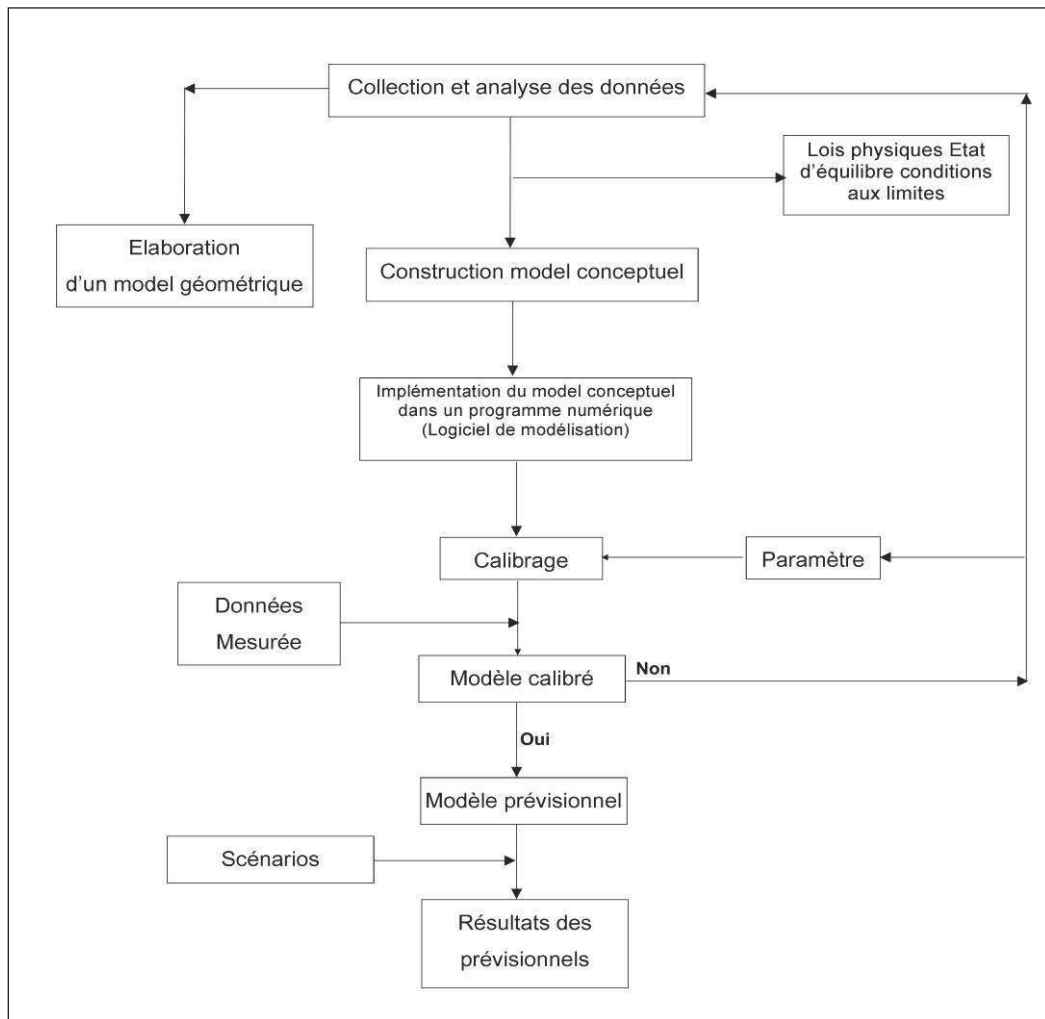 Collection et analyse des données
Lois physiques Etat
d'équilibre conditions
aux limites
Elaboration
d'un model géométrique
Construction model conceptuel
Implémentation du model conceptuel
dans un programme numérique
(Logiciel de modélisation)
Calibrage
Paramètre
Données
Mesurée
Modèle calibré
Non
Oui
Modèle prévisionnel
Scénarios
Résultats des
prévisionnels